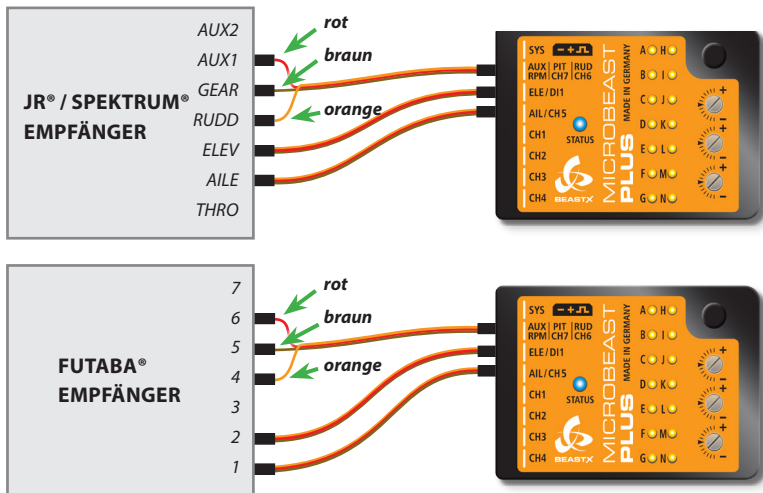 JR® / SPEKTRUM®
EMPFÄNGER
AUX2
AUX1
GEAR
RUDD
ELEV
AILE
THRO
rot
braun
orange
SYS - +
AUX | PIT | RUD
RPM | CH7 | CH6
ELE/DI1
AIL/CH5
CH1
CH2
CH3
CH4
STATUS
BEASTX
MICROBEAST
PLUS
MADE IN GERMANY
A H
B I
C J
D K
E L
F M
G N
+
-
+
-
+
-
FUTABA®
EMPFÄNGER
7
6
5
4
3
2
1
rot
braun
orange
SYS - +
AUX | PIT | RUD
RPM | CH7 | CH6
ELE/DI1
AIL/CH5
CH1
CH2
CH3
CH4
STATUS
BEASTX
MICROBEAST
PLUS
MADE IN GERMANY
A H
B I
C J
D K
E L
F M
G N
+
-
+
-
+
-